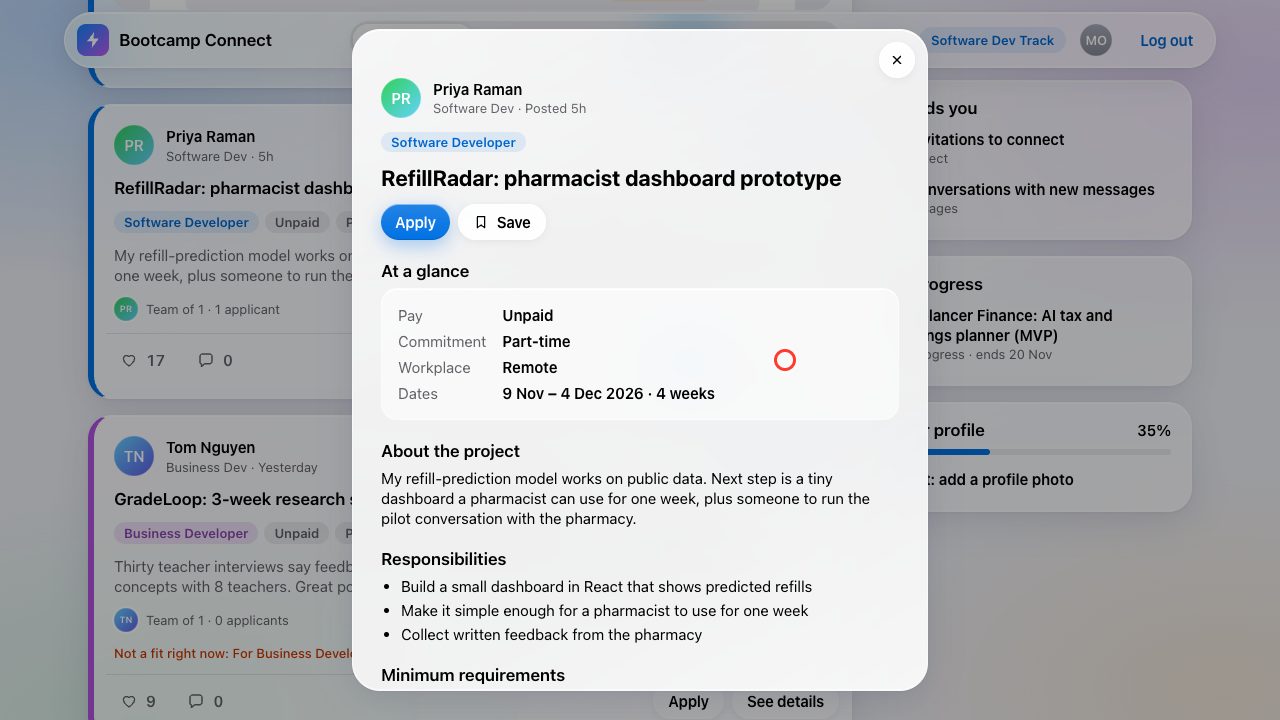 Bootcamp Connect
Software Dev Track
MO
Log out
PR
Priya Raman
Software Dev · 5h
RefillRadar: pharmacist dashb
Software Developer
Unpaid
P
My refill-prediction model works or
one week, plus someone to run the
PR
Team of 1 · 1 applicant
17
0
TN
Tom Nguyen
Business Dev · Yesterday
GradeLoop: 3-week research s
Business Developer
Unpaid
P
Thirty teacher interviews say feedb
concepts with 8 teachers. Great po
TN
Team of 1 · 0 applicants
Not a fit right now: For Business Develo
9
0
Apply
See details
PR
Priya Raman
Software Dev · Posted 5h
Software Developer
RefillRadar: pharmacist dashboard prototype
Apply
Save
At a glance
Pay Unpaid
Commitment Part-time
Workplace Remote
Dates 9 Nov – 4 Dec 2026 · 4 weeks
About the project
My refill-prediction model works on public data. Next step is a tiny
dashboard a pharmacist can use for one week, plus someone to run the
pilot conversation with the pharmacy.
Responsibilities
• Build a small dashboard in React that shows predicted refills
• Make it simple enough for a pharmacist to use for one week
• Collect written feedback from the pharmacy
Minimum requirements
ds you
vitations to connect
ect
nversations with new messages
ages
rogress
elancer Finance: AI tax and
ngs planner (MVP)
ogress · ends 20 Nov
r profile
35%
t: add a profile photo